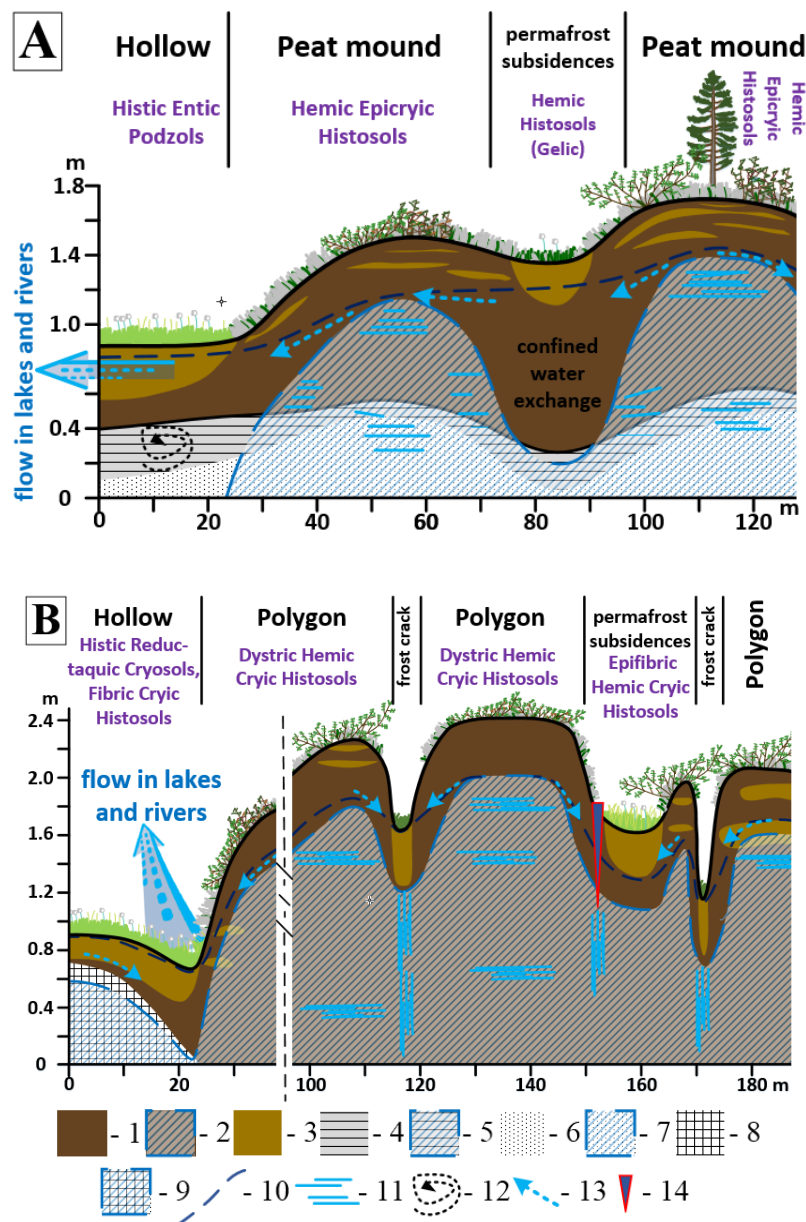 A
Hollow
Peat mound
permafrost
subsidences
Peat mound
Histic Entic
Podzols
Hemic Epicryic
Histosols
Hemic
Histosols
(Gelic)
Hemic
Epicryic
Histosols
m
1.8
1.4
1.0
0.4
0
flow in lakes and rivers
confined
water
exchange
0
20
40
60
80
100
120
m
B
Hollow
Polygon
frost crack
Polygon
permafrost
subsidences
frost crack
Polygon
Histic Reduc-
taquic Cryosols,
Fibric Cryic
Histosols
Dystric Hemic
Cryic Histosols
Dystric Hemic
Cryic Histosols
Epifibric
Hemic Cryic
Histosols
m
2.4
2.0
1.6
1.2
0.8
0.4
0
flow in lakes
and rivers
0
20
100
120
140
160
180 m
- 1
- 2
- 3
- 4
- 5
- 6
- 7
- 8
- 9
- 10
- 11
- 12
- 13
- 14